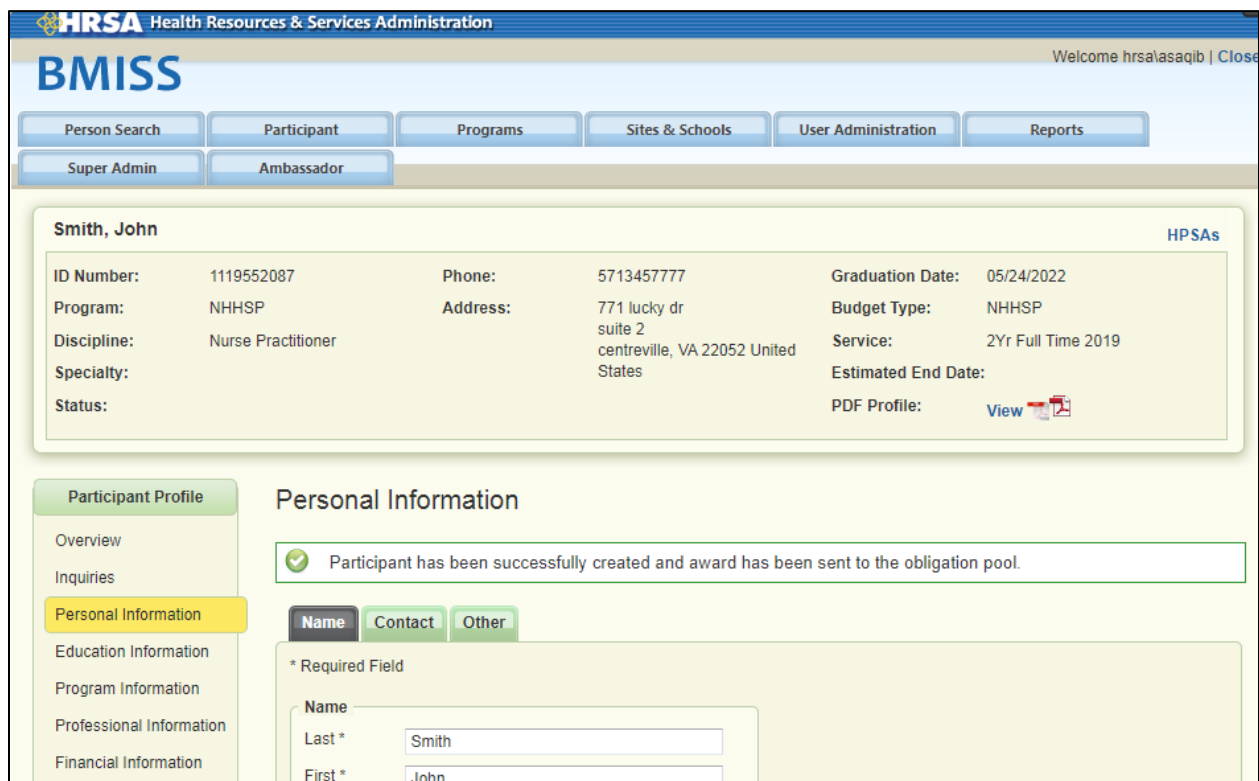 HRSA Health Resources & Services Administration
BMISS
Welcome hrsa\asaqib | Close
Person Search Participant Programs Sites & Schools User Administration Reports
Super Admin Ambassador
Smith, John
HPSAs
ID Number: 1119552087 Phone: 5713457777 Graduation Date: 05/24/2022
Program: NHHSP Address: 771 lucky dr Budget Type: NHHSP
suite 2
Discipline: Nurse Practitioner centreville, VA 22052 United Service: 2Yr Full Time 2019
Specialty: States Estimated End Date:
Status: PDF Profile: View
Participant Profile
Overview
Inquiries
Personal Information
Education Information
Program Information
Professional Information
Financial Information
Personal Information
Participant has been successfully created and award has been sent to the obligation pool.
Name Contact Other
* Required Field
Name
Last * Smith
First * John